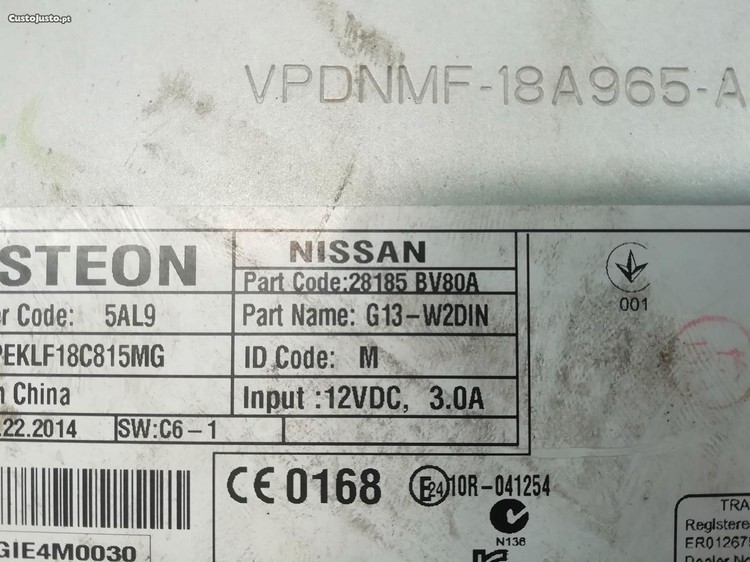 CustoJusto.pt
VPDNMF-18A965-A
STEON
NISSAN
Part Code:28185 BV80A
er Code: 5AL9
Part Name: G13-W2DIN
PEKLF18C815MG
ID Code: M
n China
Input :12VDC, 3.0A
.22.2014
SW:C6-1
001
CE 0168
E24 10R-041254
N136
GIE4M0030
TRA
Registere
ER01267
Dealer No